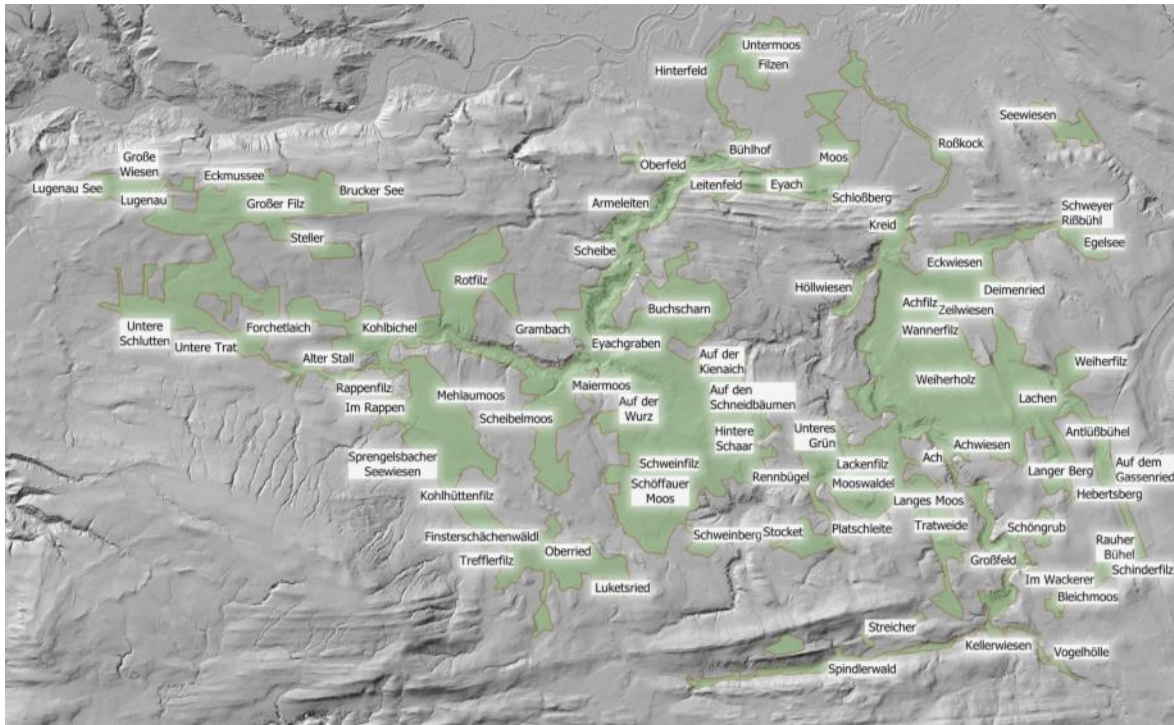 Untermoos
Filzen
Hinterfeld
Seewiesen
Bühlhof
Moos
Roßkock
Große
Wiesen
Oberfeld
Eckmussee
Lugenau See
Brucker See
Leitenfeld
Eyach
Lugenau
Großer Filz
Armeleiten
Schloßberg
Schweyer
Rißbühl
Kreid
Steller
Egelsee
Scheibe
Eckwiesen
Rotfilz
Höllwiesen
Deimenried
Buchscharn
Achfilz
Zeilwiesen
Untere
Schlutten
Forchetlaich
Kohlbichel
Grambach
Wannerfilz
Untere Trat
Eyachgraben
Auf der
Kienaich
Alter Stall
Weiherfilz
Rappenfilz
Maiermoos
Weiherholz
Mehlaumoos
Auf den
Schneidbäumen
Lachen
Im Rappen
Scheibelmoos
Auf der
Wurz
Unteres
Grün
Hintere
Schaar
Antlüßbühel
Achwiesen
Sprengelsbacher
Seewiesen
Schweinfilz
Lackenfilz
Ach
Langer Berg
Auf dem
Gassenried
Rennbügel
Mooswaldel
Schöffauer
Moos
Kohlhüttenfilz
Langes Moos
Hebertsberg
Tratweide
Schöngrub
Finsterschächenwäldl
Schweinberg
Stocket
Platschleite
Oberried
Rauher
Bühel
Trefflerfilz
Großfeld
Schinderfilz
Luketsried
Im Wackerer
Bleichmoos
Streicher
Kellerwiesen
Vogelhölle
Spindlerwald